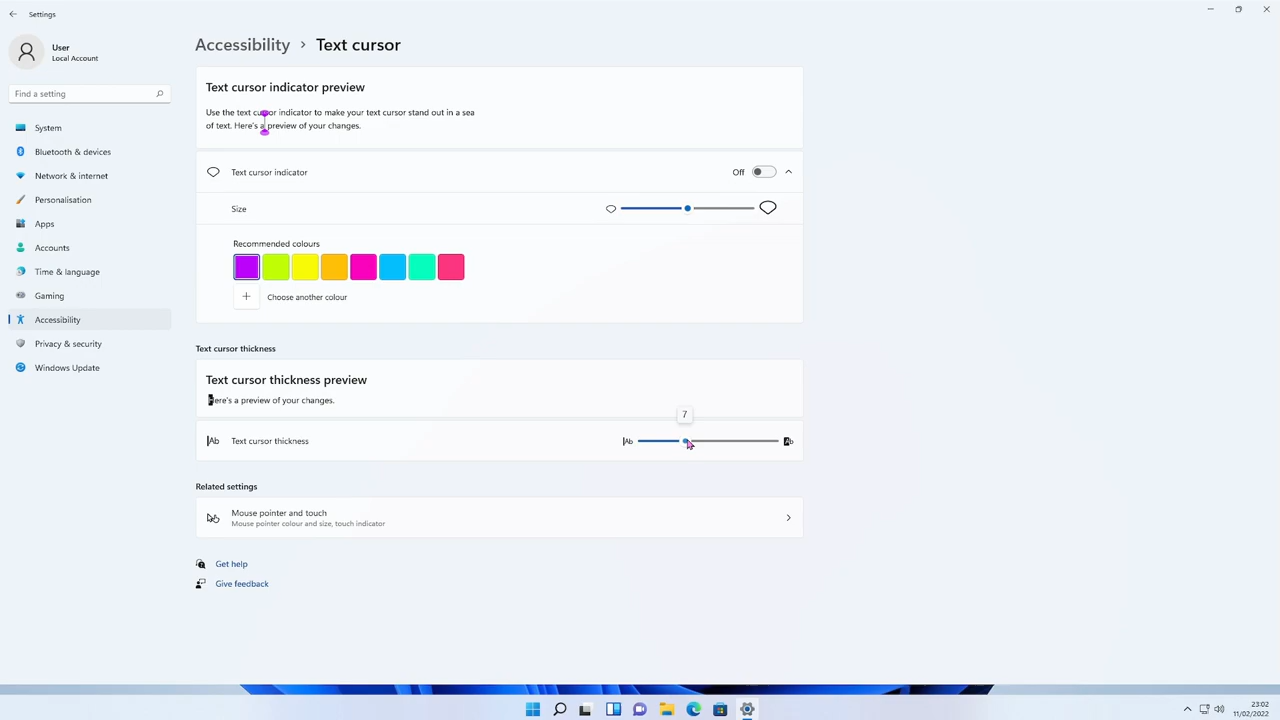 Settings
User
Local Account
Find a setting
System
Bluetooth & devices
Network & internet
Personalisation
Apps
Accounts
Time & language
Gaming
Accessibility
Privacy & security
Windows Update
Accessibility > Text cursor
Text cursor indicator preview
Use the text cursor indicator to make your text cursor stand out in a sea
of text. Here's a preview of your changes.
Text cursor indicator Off
Size
Recommended colours
+ Choose another colour
Text cursor thickness
Text cursor thickness preview
Here's a preview of your changes.
7
Ab Text cursor thickness Ab Ab
Related settings
Mouse pointer and touch
Mouse pointer colour and size, touch indicator
Get help
Give feedback
23:02
11/02/2022